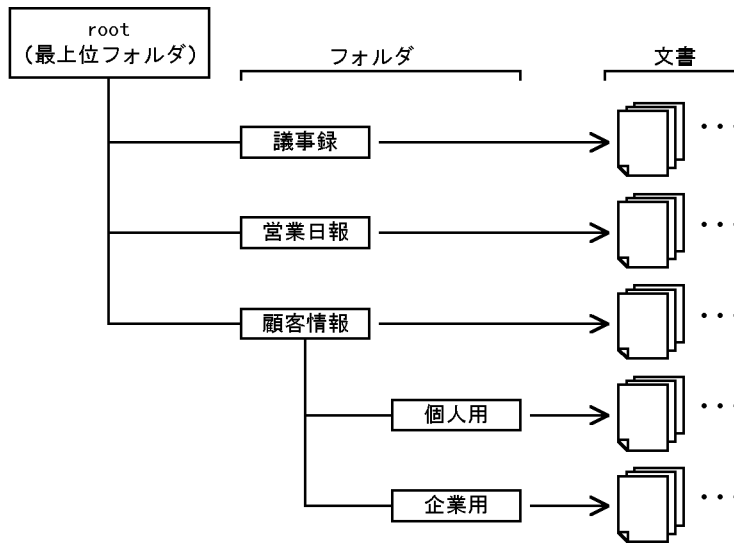 root
(最上位フォルダ)
フォルダ
文書
議事録
・・・
営業日報
・・・
顧客情報
・・・
個人用
・・・
企業用
・・・